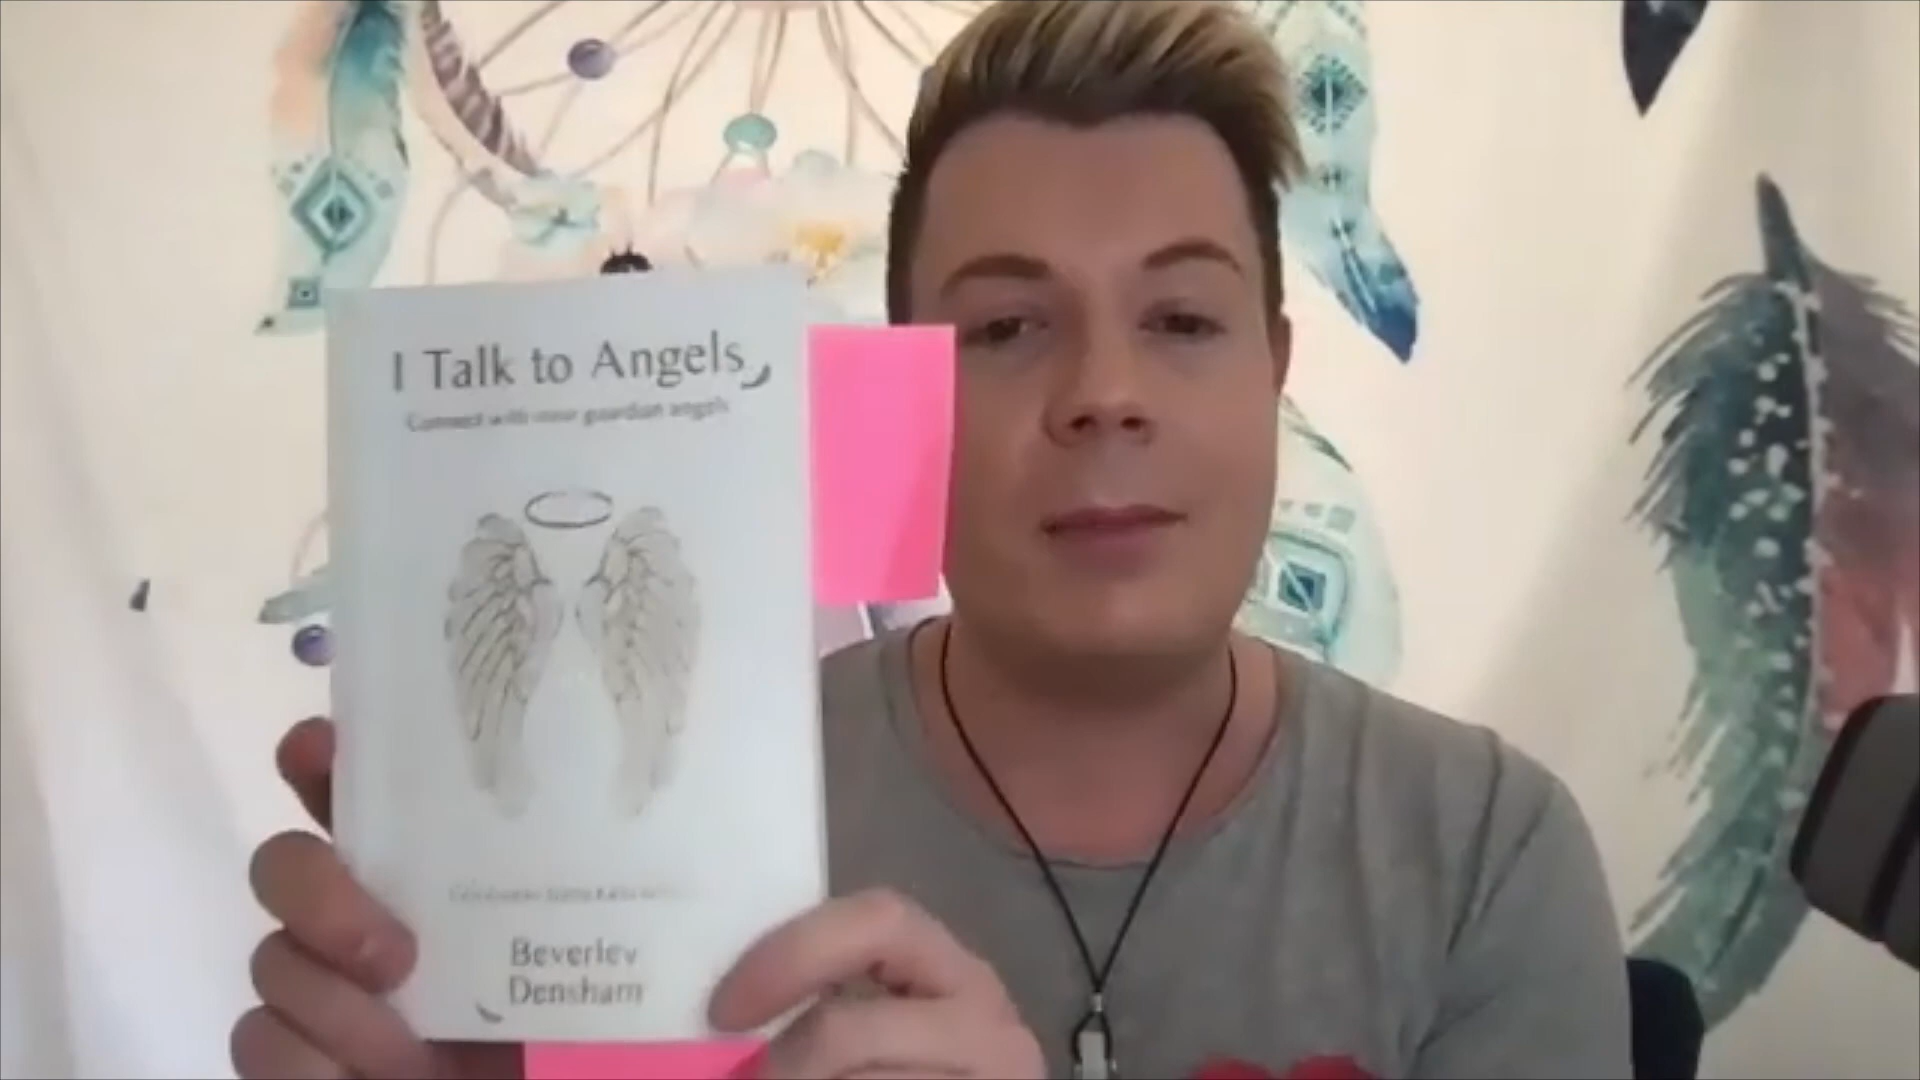 I Talk to Angels
Connect with your guardian angels
Beverley
Densham